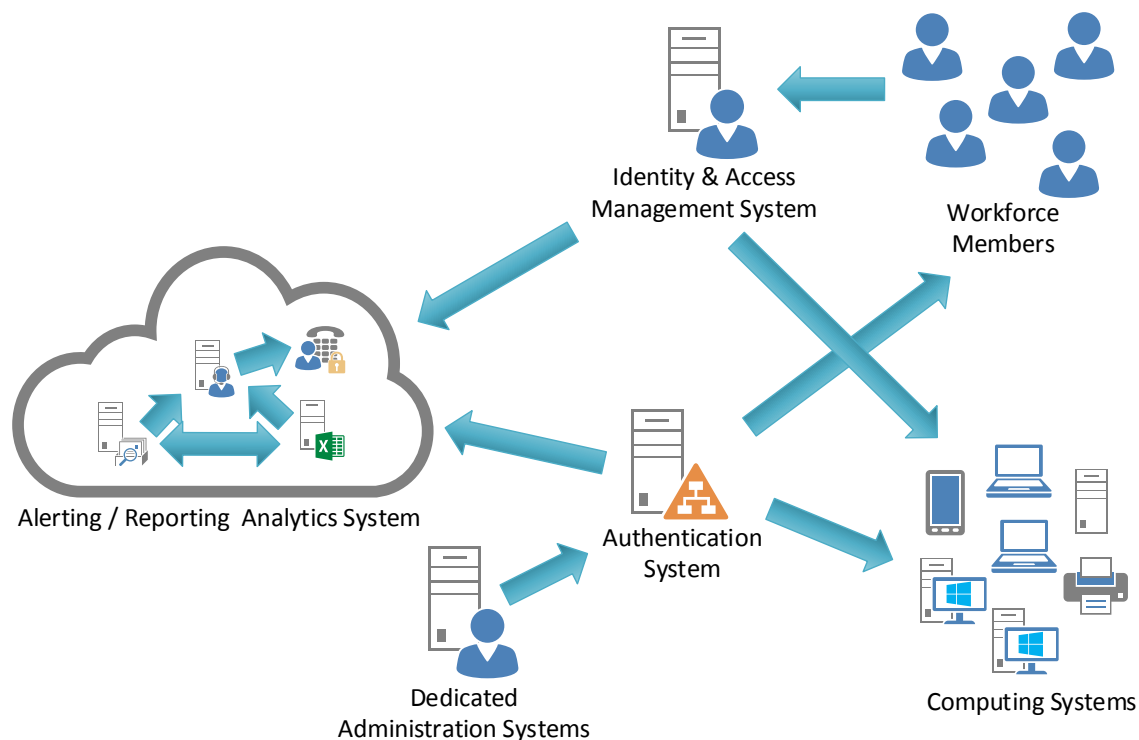 Identity & Access
Management System
Workforce
Members
Alerting / Reporting  Analytics System
X
Authentication
System
Dedicated
Administration Systems
Computing Systems